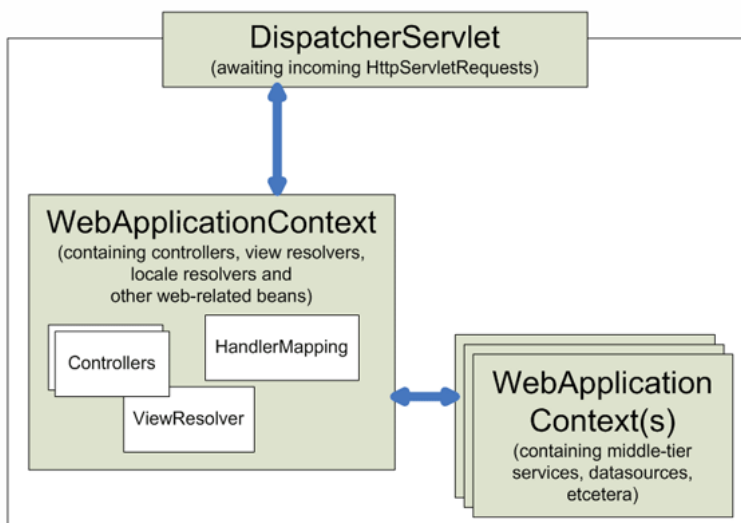 DispatcherServlet
(awaiting incoming HttpServletRequests)
WebApplicationContext
(containing controllers, view resolvers,
locale resolvers and
other web-related beans)
HandlerMapping
Controllers
ViewResolver
WebApplication
Context(s)
(containing middle-tier
services, datasources,
etcetera)